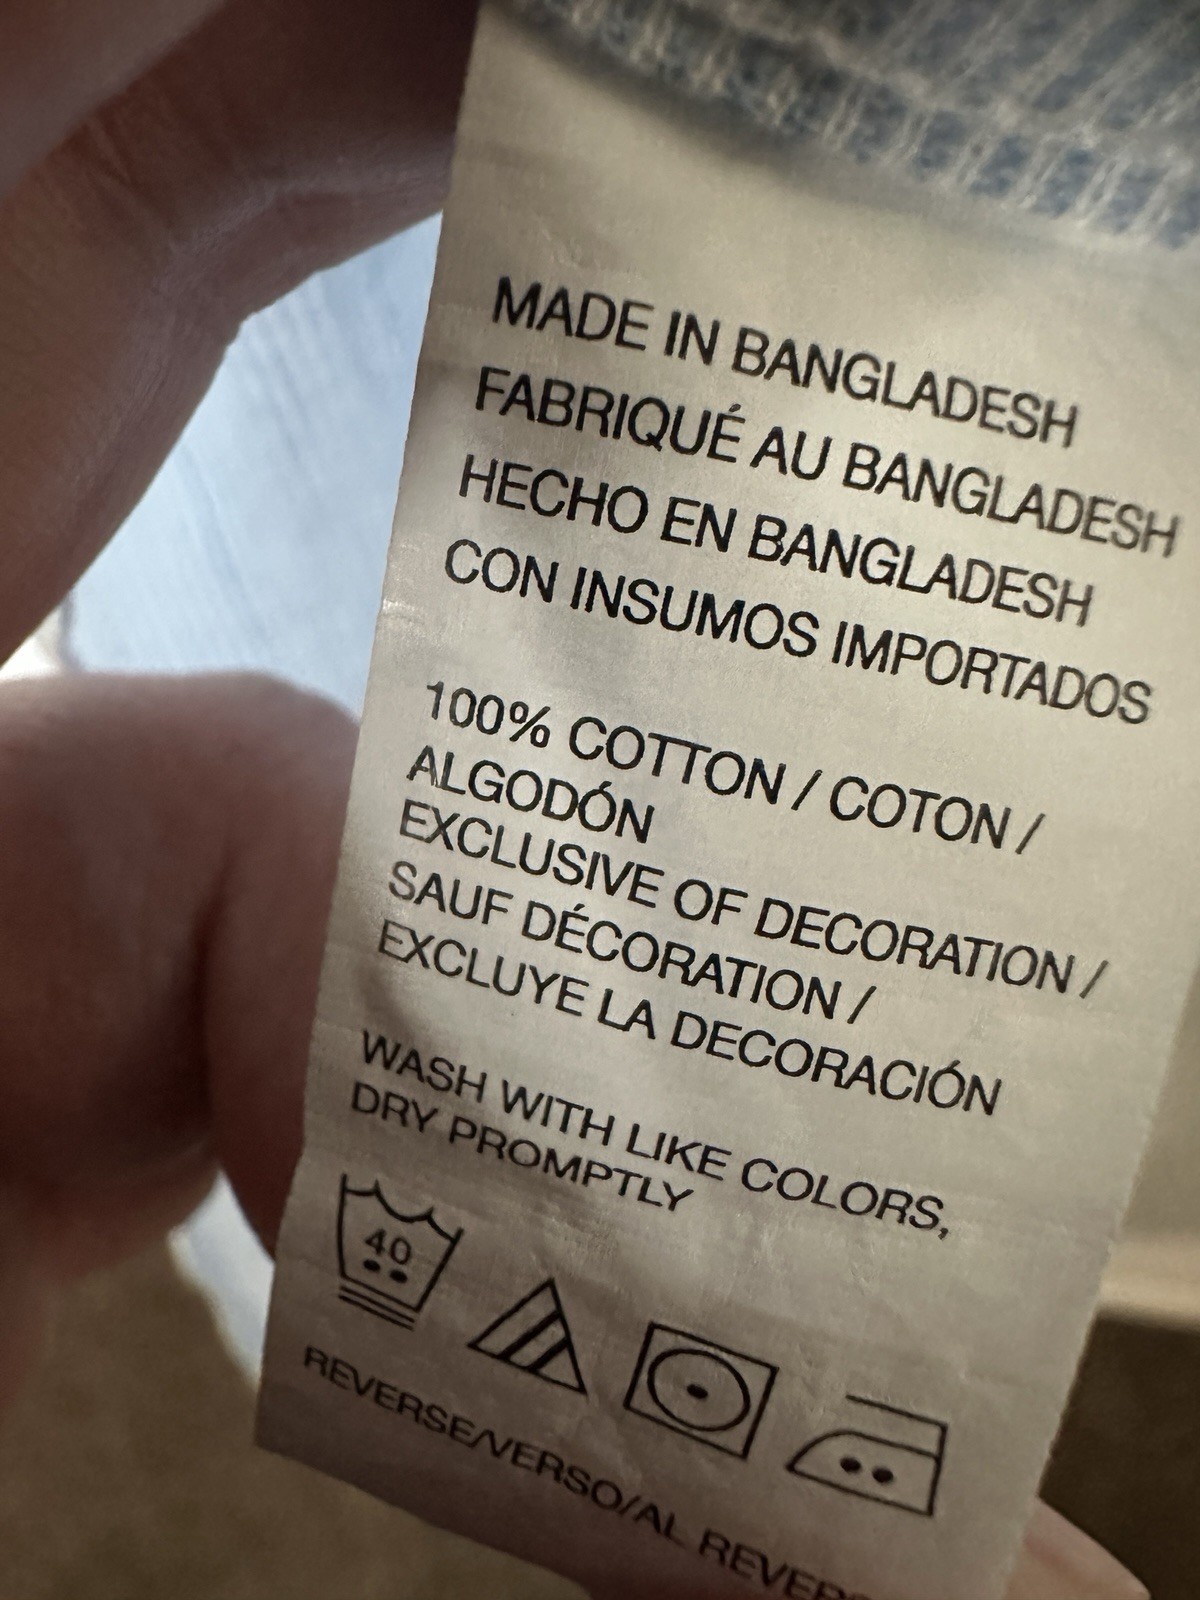 MADE IN BANGLADESH
FABRIQUÉ AU BANGLADESH
HECHO EN BANGLADESH
CON INSUMOS IMPORTADOS
100% COTTON / COTON /
ALGODÓN
EXCLUSIVE OF DECORATION /
SAUF DÉCORATION /
EXCLUYE LA DECORACIÓN
WASH WITH LIKE COLORS,
DRY PROMPTLY
40
REVERSE/VERSO/AL